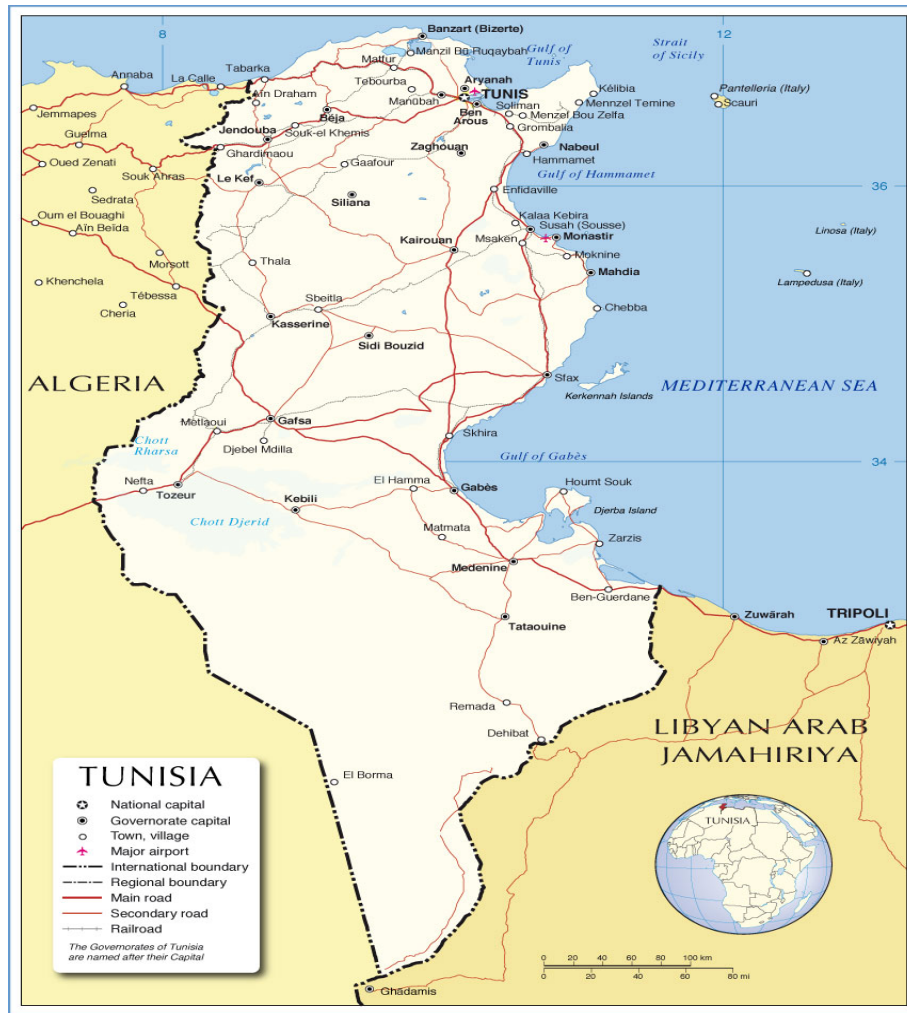 8
12
Banzart (Bizerte)
Manzil Bū Ruqaybah
Gulf of
Tunis
Strait
of Sicily
Matfur
Annaba
La Calle
Tabarka
Tebourba
Aryanah
TUNIS
Kélibia
Pantelleria (Italy)
Scauri
Jemmapes
Aïn Draham
Manūbah
Ben
Arous
Soliman
Mennzel Temine
Menzel Bou Zelfa
Béja
Grombalia
Guelma
Jendouba
Souk-el Khemis
Zaghouan
Nabeul
Oued Zenati
Ghardimaou
Gaafour
Hammamet
Souk Ahras
Le Kef
Gulf of Hammamet
Enfidaville
36
Sedrata
Siliana
Oum el Bouaghi
Aïn Beïda
Kalaa Kebira
Susah (Sousse)
Linosa (Italy)
Kairouan
Msaken
Monastir
Moknine
Morsott
Thala
Mahdia
Khenchela
Tébessa
Lampedusa (Italy)
Cheria
Sbeitla
Chebba
Kasserine
Sidi Bouzid
ALGERIA
Sfax
MEDITERRANEAN SEA
Kerkennah Islands
Metlaoui
Gafsa
Chott
Rharsa
Djebel Mdilla
Skhira
Gulf of Gabès
34
Nefta
Tozeur
El Hamma
Gabès
Houmt Souk
Kebili
Djerba Island
Chott Djerid
Matmata
Zarzis
Medenine
Ben-Guerdane
Zuwārah
TRIPOLI
Tataouine
Az Zāwiyah
Remada
Dehibat
LIBYAN ARAB
JAMAHIRIYA
El Borma
TUNISIA
National capital
Governorate capital
Town, village
Major airport
International boundary
Regional boundary
Main road
Secondary road
Railroad
The Governorates of Tunisia
are named after their Capital
TUNISIA
0 20 40 60 80 100 km
0 20 40 60 80 mi
Ghādamis